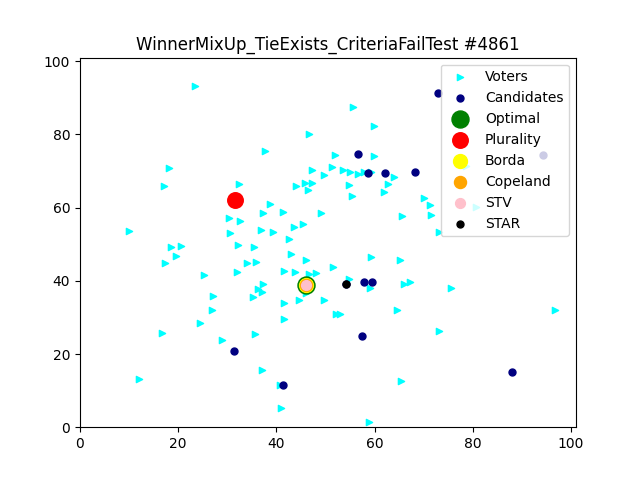 WinnerMixUp_TieExists_CriteriaFailTest #4861
100
80
60
40
20
0
0
20
40
60
80
100
Voters
Candidates
Optimal
Plurality
Borda
Copeland
STV
STAR